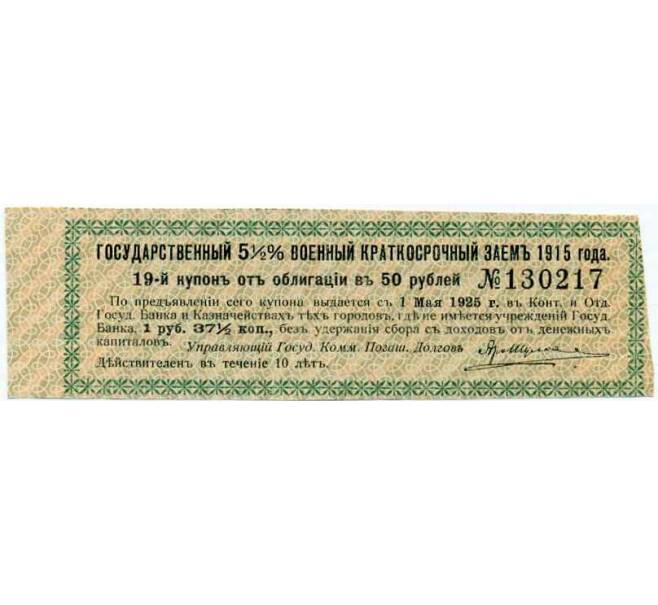 ГОСУДАРСТВЕННЫЙ 5½% ВОЕННЫЙ КРАТКОСРОЧНЫЙ ЗАЕМЪ 1915 года.
19-й купонъ отъ облигаціи въ 50 рублей №130217
По предъявленіи сего купона выдается съ 1 Мая 1925 г. въ Конт. и Отд.
Госуд. Банка и Казначействахъ тѣхъ городовъ, гдѣ не имѣется учрежденій Госуд.
Банка, 1 руб. 37½ коп., безъ удержанія сбора съ доходовъ отъ денежныхъ
капиталовъ. Управляющій Госуд. Комм. Погаш. Долговъ
Дѣйствителенъ въ теченіе 10 лѣтъ.